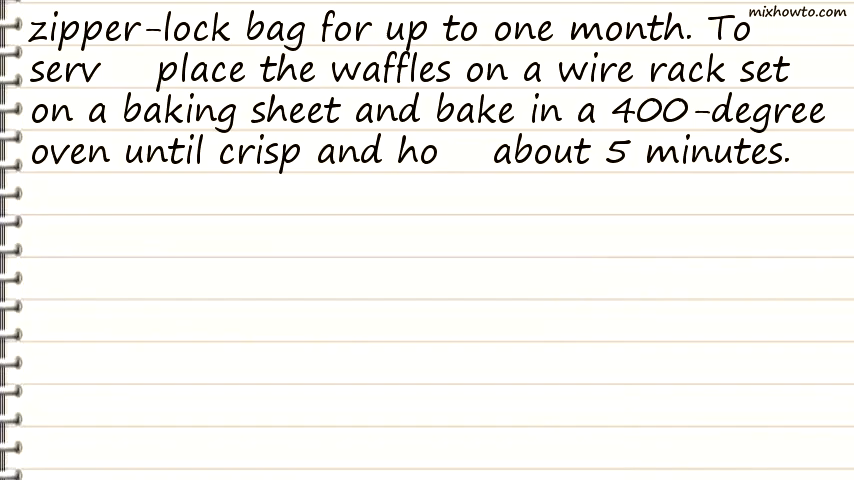 mixhowto.com
zipper-lock bag for up to one month. To
serv place the waffles on a wire rack set
on a baking sheet and bake in a 400-degree
oven until crisp and ho about 5 minutes.